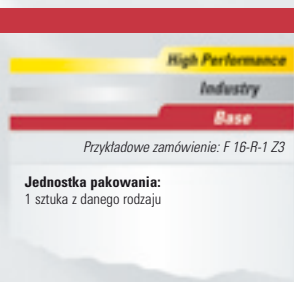 High Performance
Industry
Base
Przykładowe zamówienie: F 16-R-1 Z3
Jednostka pakowania:
1 sztuka z danego rodzaju